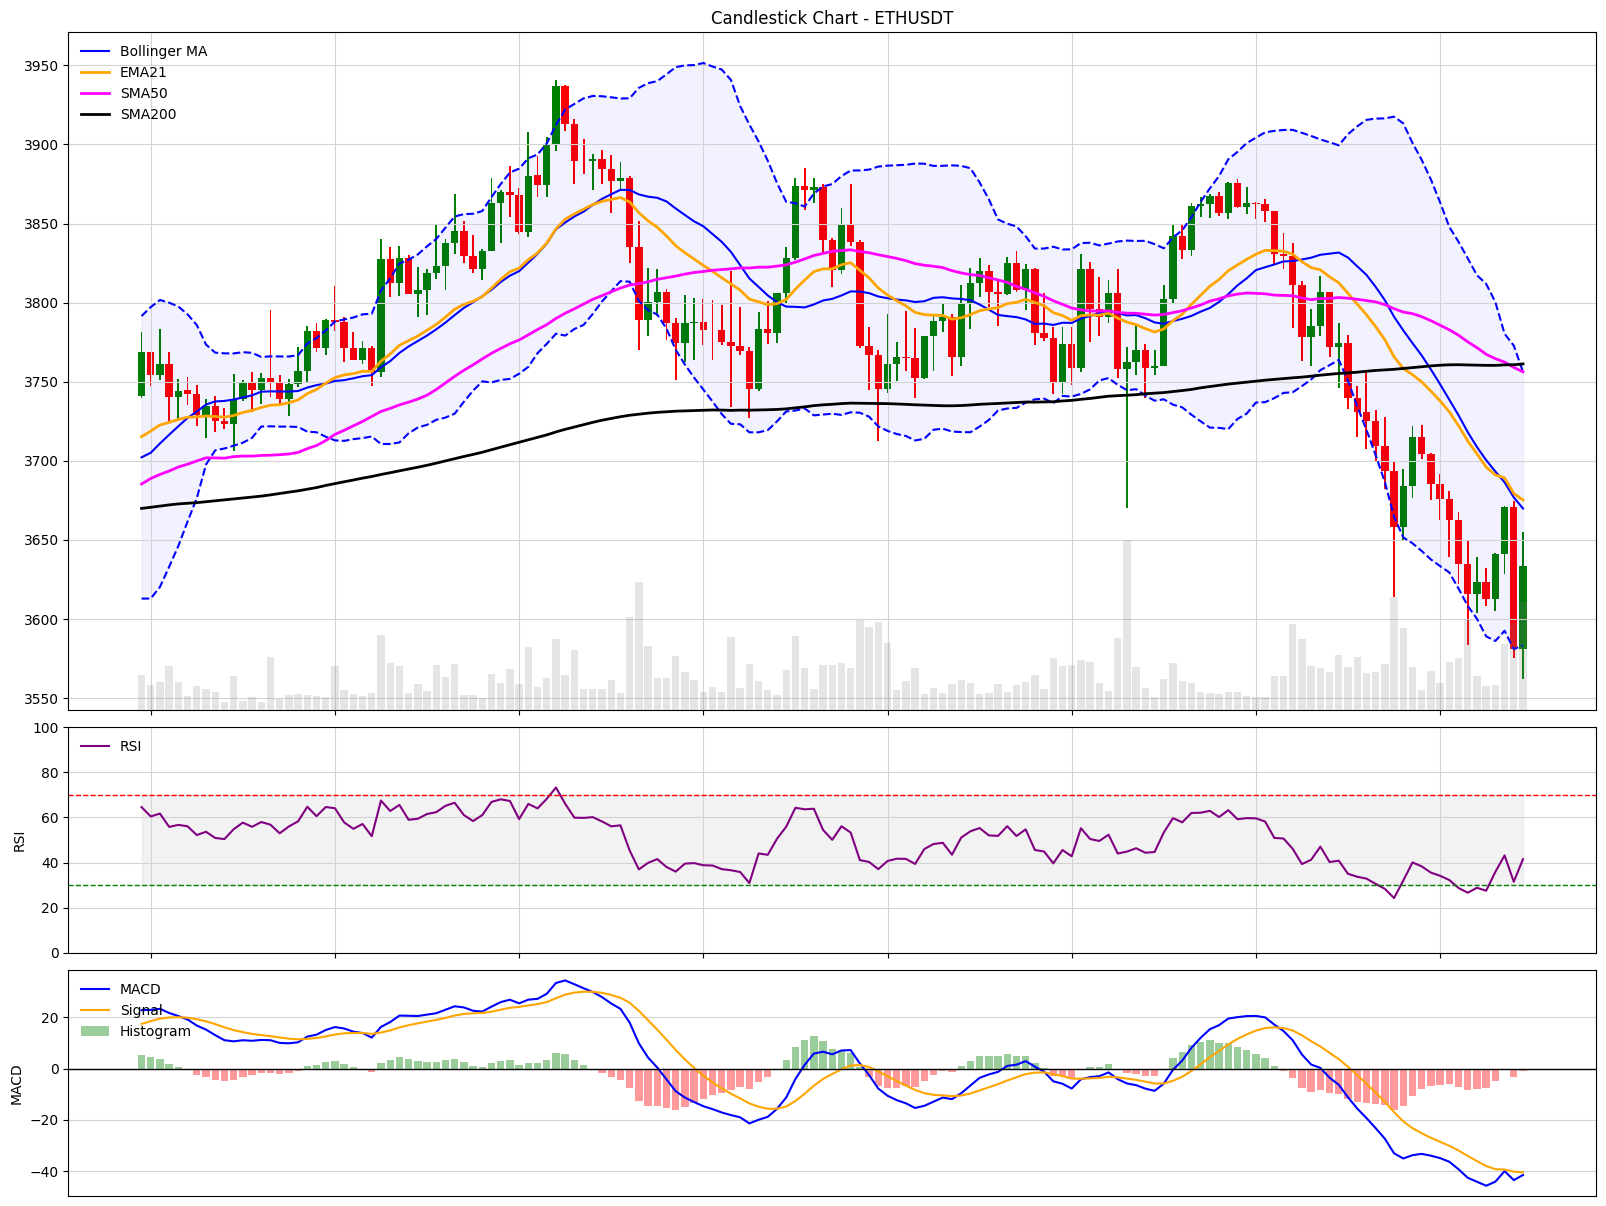 Candlestick Chart - ETHUSDT
Bollinger MA
EMA21
SMA50
SMA200
3950
3900
3850
3800
3750
3700
3650
3600
3550
RSI
100
80
60
40
20
0
RSI
MACD
Signal
Histogram
20
0
−20
−40
MACD